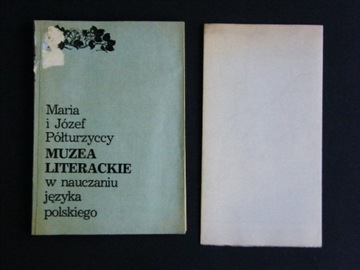 Maria
i Józef
Półturzyccy
MUZEA
LITERACKIE
w nauczaniu
języka
polskiego